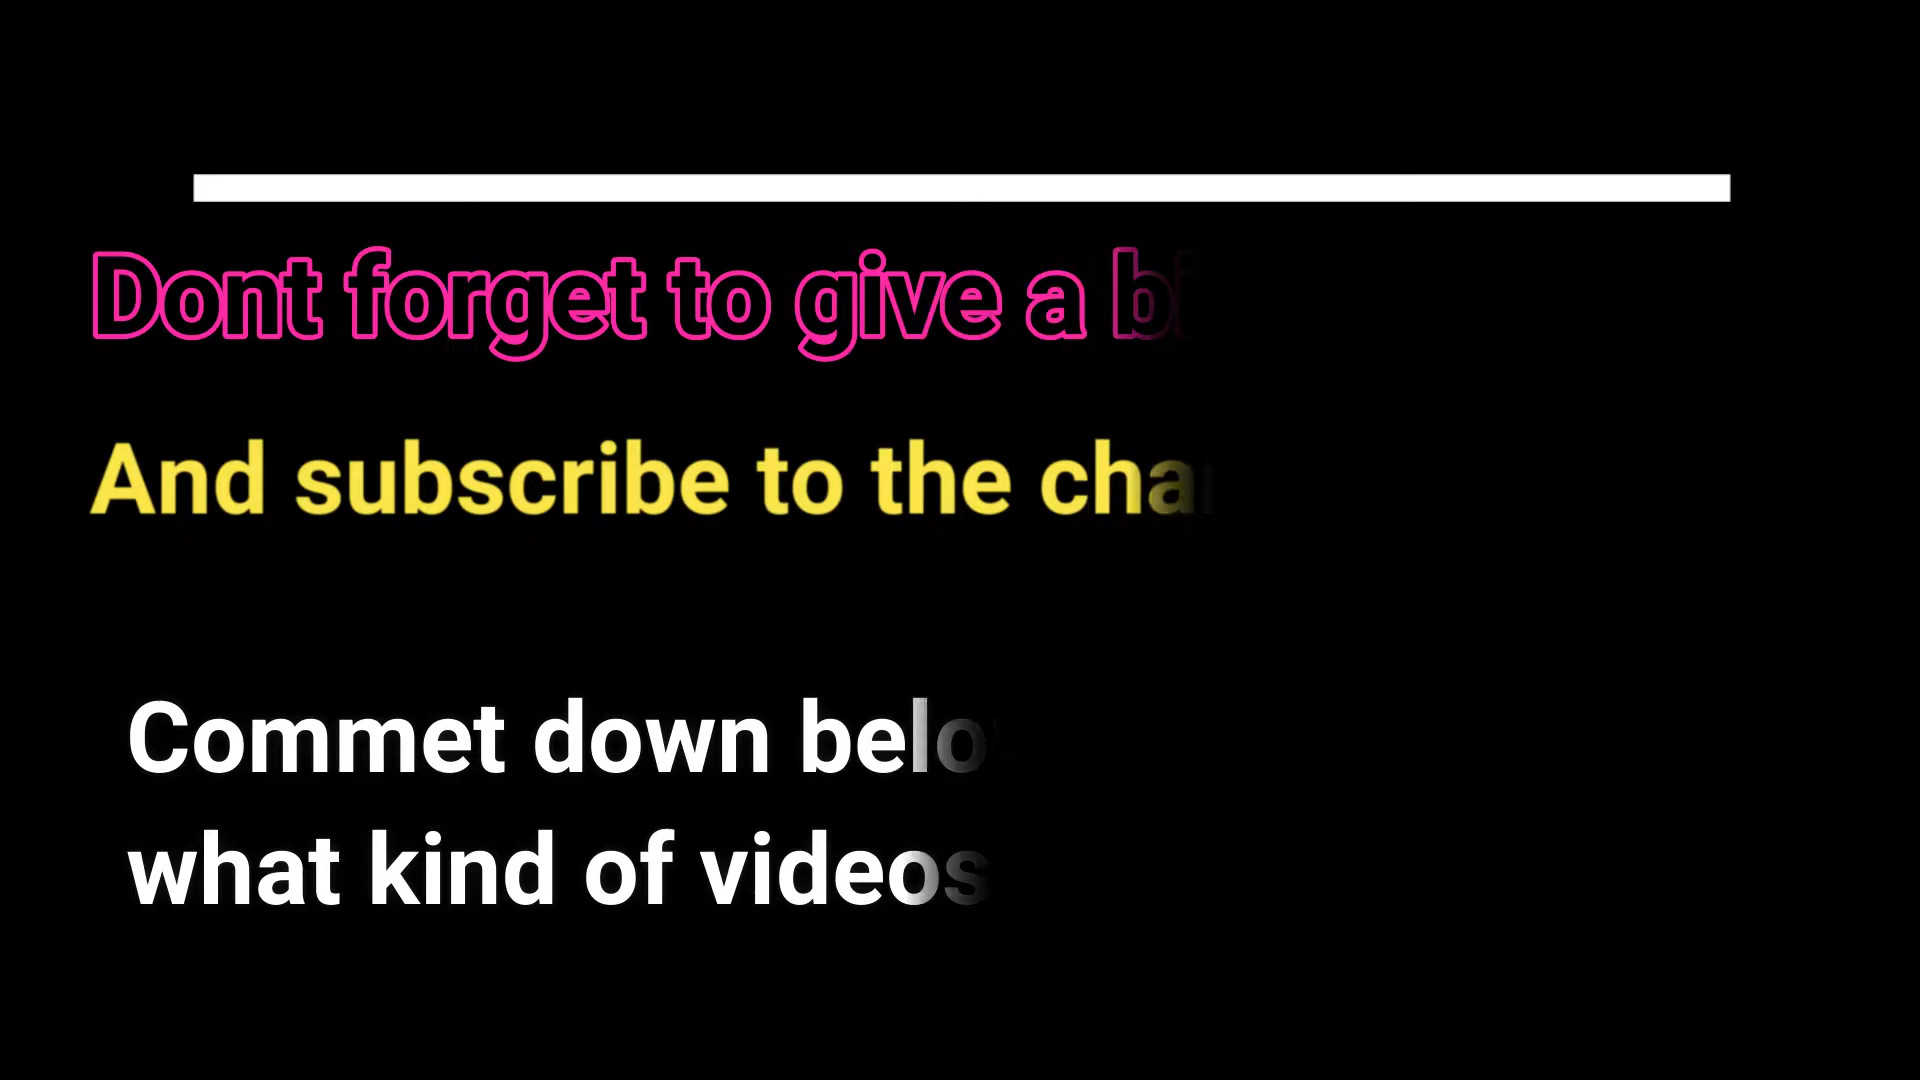 Dont forget to give a
And subscribe to the
Commet down
what kind of videos